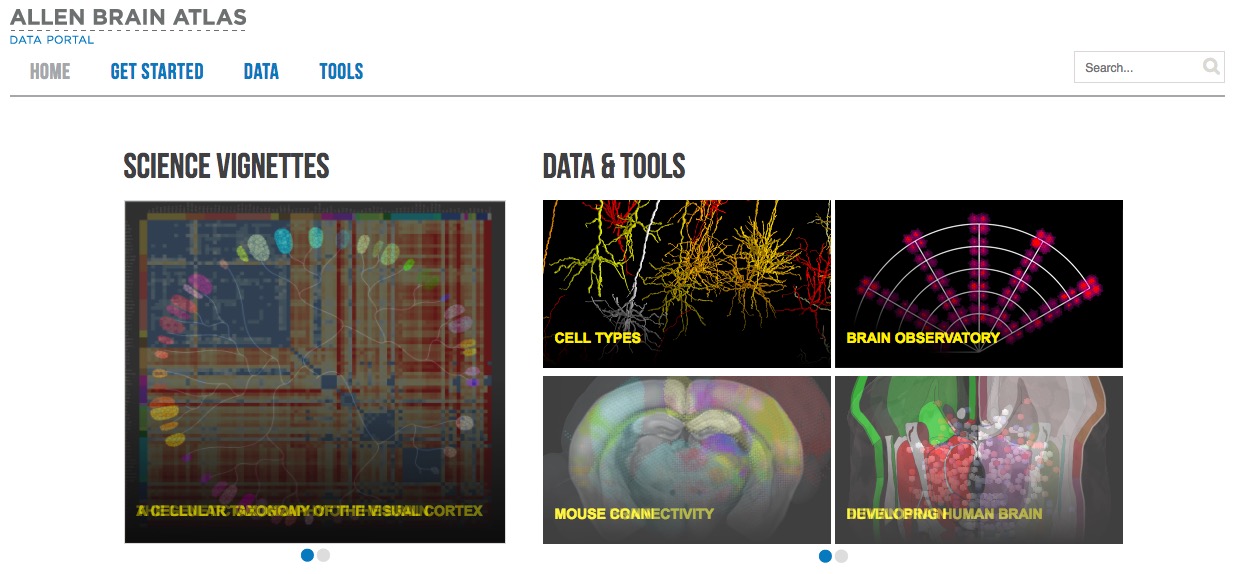 ALLEN BRAIN ATLAS
DATA PORTAL
HOME GET STARTED DATA TOOLS
Search...
SCIENCE VIGNETTES
DATA & TOOLS
CELL TYPES
BRAIN OBSERVATORY
A CELLULAR TAXONOMY OF THE VISUAL CORTEX
MOUSE CONNECTIVITY
DEVELOPING HUMAN BRAIN